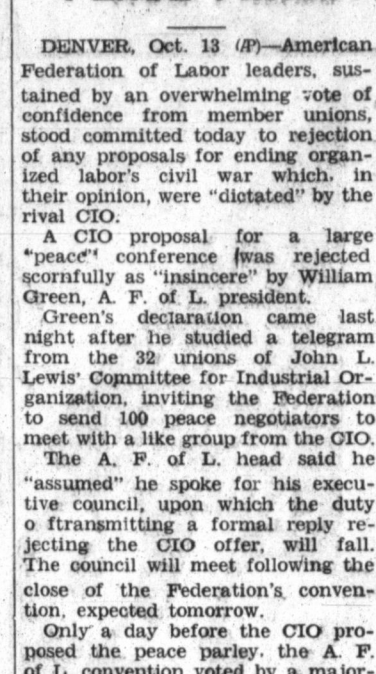 DENVER, Oct. 13 (AP)—American
Federation of Labor leaders, sus-
tained by an overwhelming vote of
confidence from member unions,
stood committed today to rejection
of any proposals for ending organ-
ized labor's civil war which, in
their opinion, were "dictated" by the
rival CIO.
A CIO proposal for a large
"peace" conference was rejected
scornfully as "insincere" by William
Green, A. F. of L. president.
Green's declaration came last
night after he studied a telegram
from the 32 unions of John L.
Lewis' Committee for Industrial Or-
ganization, inviting the Federation
to send 100 peace negotiators to
meet with a like group from the CIO.
The A. F. of L. head said he
"assumed" he spoke for his execu-
tive council, upon which the duty
o ftransmitting a formal reply re-
jecting the CIO offer, will fall.
The council will meet following the
close of the Federation's conven-
tion, expected tomorrow.
Only a day before the CIO pro-
posed the peace parley, the A. F.
of L. convention voted by a major-